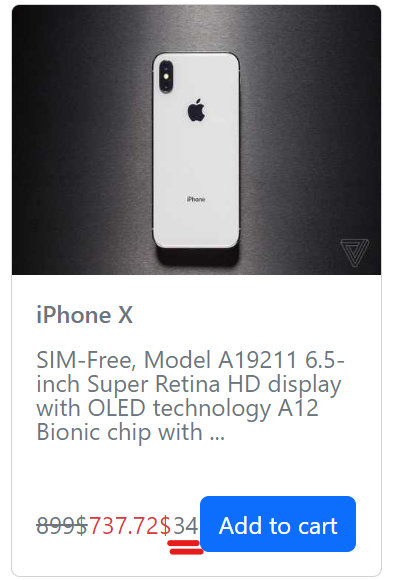 iPhone
iPhone X
SIM-Free, Model A19211 6.5-
inch Super Retina HD display
with OLED technology A12
Bionic chip with ...
899$737.72$34 Add to cart